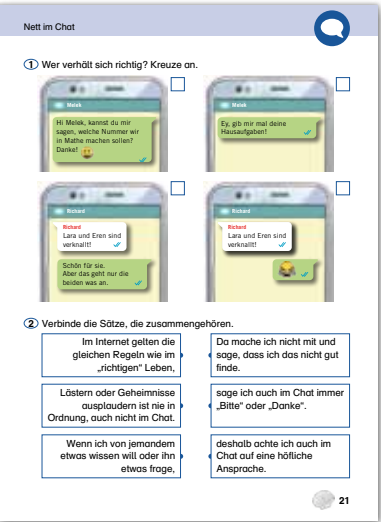 Nett im Chat
1 Wer verhält sich richtig? Kreuze an.
Melek
Hi Melek, kannst du mir
sagen, welche Nummer wir
in Mathe machen sollen?
Danke!
Melek
Ey, gib mir mal deine
Hausaufgaben!
Richard
Richard
Lara und Eren sind
verknallt!
Schön für sie.
Aber das geht nur die
beiden was an.
Richard
Richard
Lara und Eren sind
verknallt!
2 Verbinde die Sätze, die zusammengehören.
Im Internet gelten die
gleichen Regeln wie im
„richtigen“ Leben,
Da mache ich nicht mit und
sage, dass ich das nicht gut
finde.
Lästern oder Geheimnisse
ausplaudern ist nie in
Ordnung, auch nicht im Chat.
sage ich auch im Chat immer
„Bitte“ oder „Danke“.
Wenn ich von jemandem
etwas wissen will oder ihn
etwas frage,
deshalb achte ich auch im
Chat auf eine höfliche
Ansprache.
21